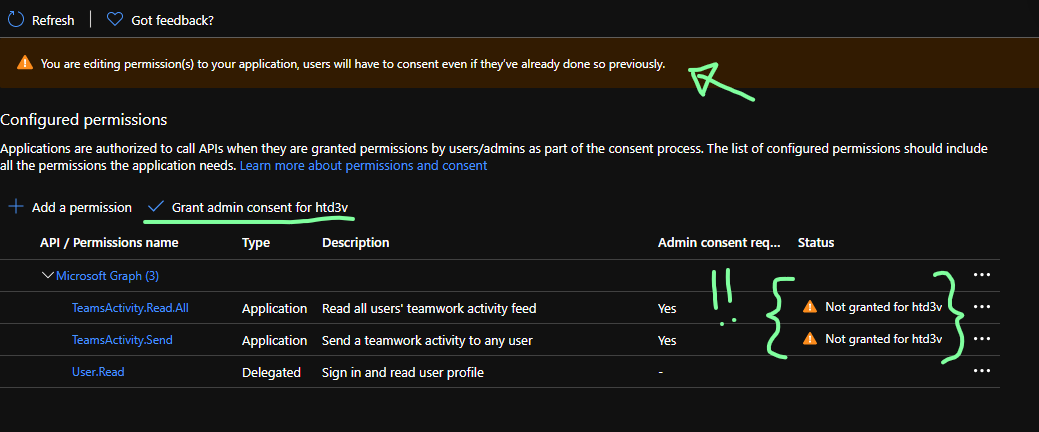 Refresh | Got feedback?
You are editing permission(s) to your application, users will have to consent even if they've already done so previously.
Configured permissions
Applications are authorized to call APIs when they are granted permissions by users/admins as part of the consent process. The list of configured permissions should include
all the permissions the application needs. Learn more about permissions and consent
Add a permission Grant admin consent for htd3v
API / Permissions name Type Description Admin consent req... Status
Microsoft Graph (3) ...
TeamsActivity.Read.All Application Read all users' teamwork activity feed Yes !! Not granted for htd3v ...
TeamsActivity.Send Application Send a teamwork activity to any user Yes Not granted for htd3v ...
User.Read Delegated Sign in and read user profile - ...